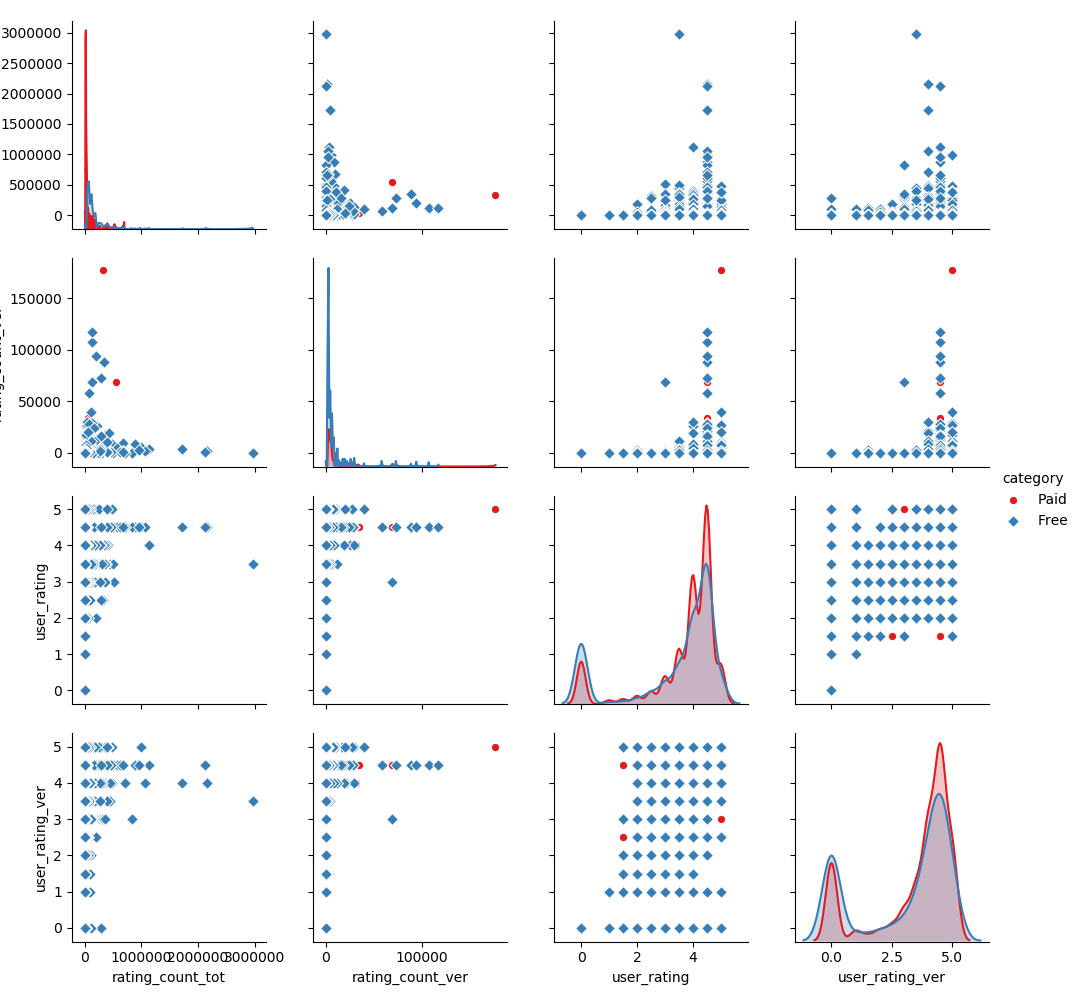 3000000
2500000
2000000
1500000
1000000
500000
0
150000
100000
50000
0
5
4
3
2
1
0
user_rating
category
Paid
Free
5
4
3
2
1
0
user_rating_ver
0 1000000 2000000 3000000
0 100000
0 2 4
0.0 2.5 5.0
rating_count_tot
rating_count_ver
user_rating
user_rating_ver